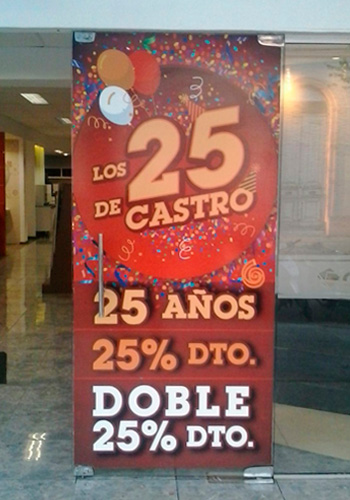 LOS 25
DE CASTRO
25 AÑOS
25% DTO.
DOBLE
25% DTO.